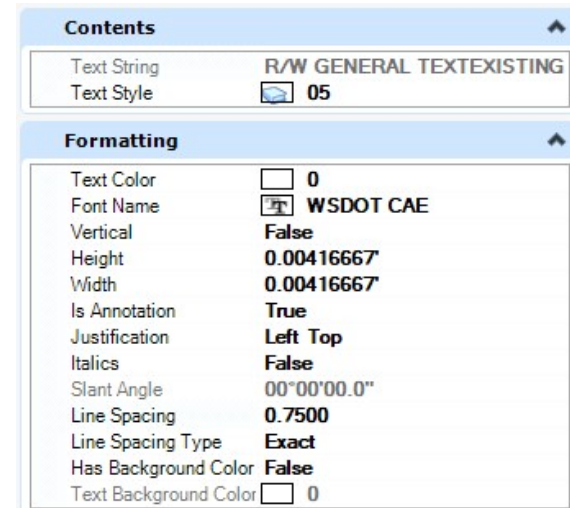 Contents
Text String R/W GENERAL TEXTEXISTING
Text Style 05
Formatting
Text Color 0
Font Name WSDOT CAE
Vertical False
Height 0.00416667'
Width 0.00416667'
Is Annotation True
Justification Left Top
Italics False
Slant Angle 00°00'00.0"
Line Spacing 0.7500
Line Spacing Type Exact
Has Background Color False
Text Background Color 0